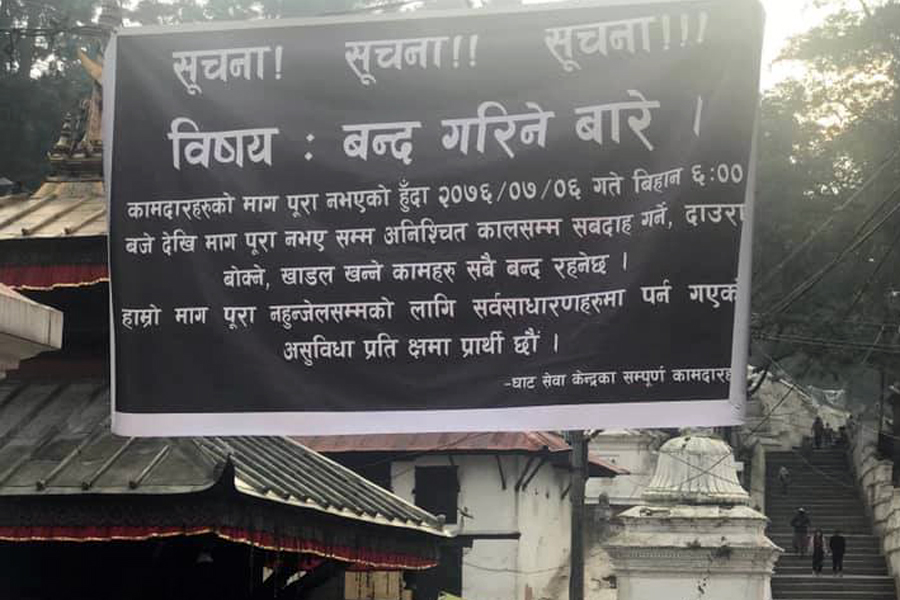 सूचना! सूचना!! सूचना!!!
विषय : बन्द गरिने बारे ।
कामदारहरुको माग पूरा नभएको हुँदा २०७६/०७/०६ गते बिहान ६:00
बजे देखि माग पूरा नभए सम्म अनिश्चित कालसम्म सबदाह गर्ने, दाउरा
बोक्ने, खाडल खन्ने कामहरु सबै बन्द रहनेछ ।
हाम्रो माग पूरा नहुन्जेलसम्मको लागि सर्वसाधारणहरुमा पर्न गएको
असुविधा प्रति क्षमा प्रार्थी छौं ।
-घाट सेवा केन्द्रका सम्पूर्ण